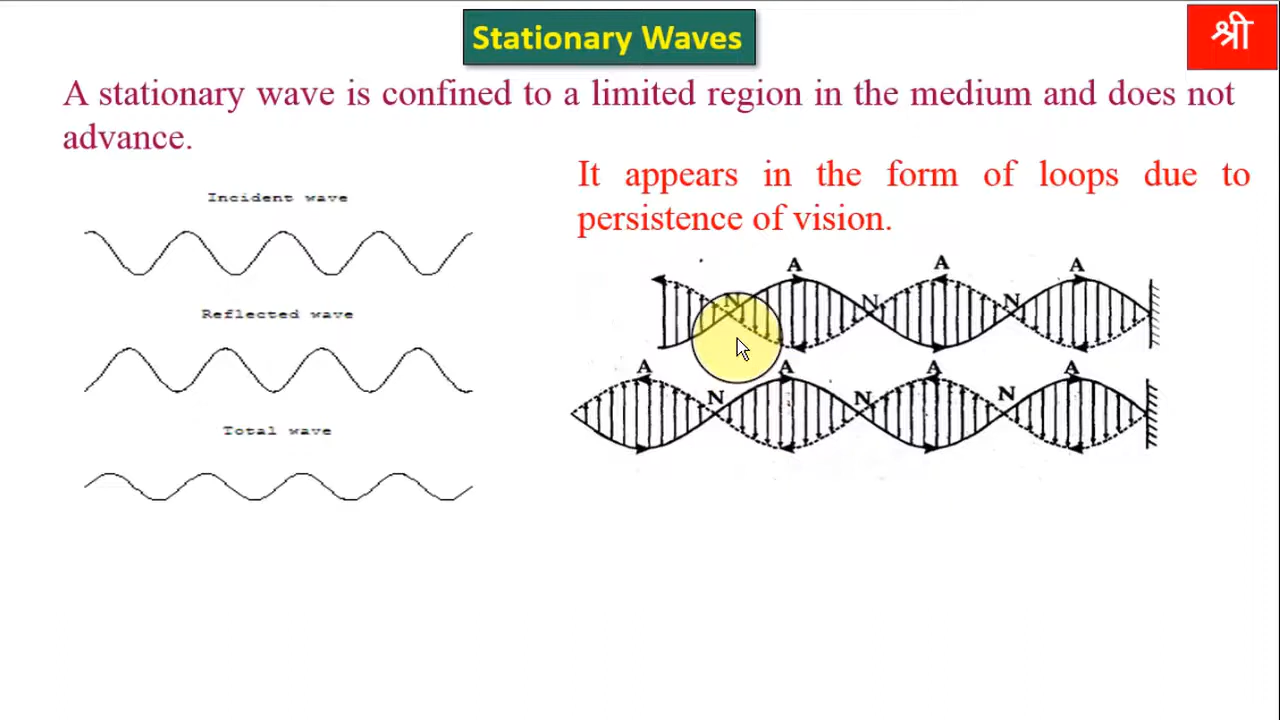 Stationary Waves
श्री
A stationary wave is confined to a limited region in the medium and does not
advance.
It appears in the form of loops due to
persistence of vision.
Incident wave
Reflected wave
Total wave
A A A
N N N
A A A A
N N N